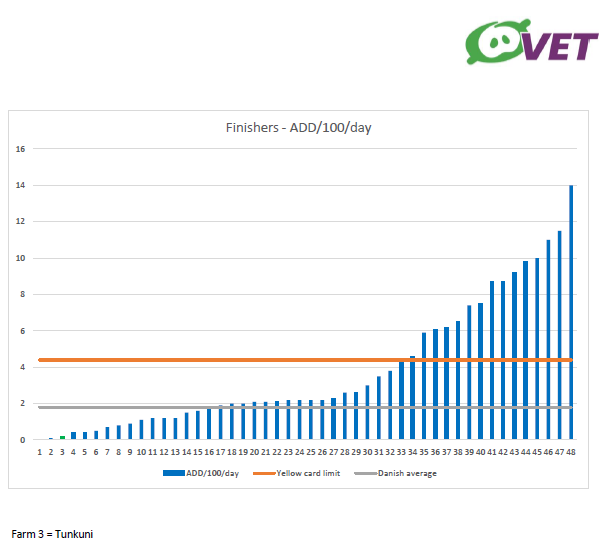 VET
Finishers - ADD/100/day
16
14
12
10
8
6
4
2
0
1 2 3 4 5 6 7 8 9 10 11 12 13 14 15 16 17 18 19 20 21 22 23 24 25 26 27 28 29 30 31 32 33 34 35 36 37 38 39 40 41 42 43 44 45 46 47 48
ADD/100/day Yellow card limit Danish average
Farm 3 = Tunkuni